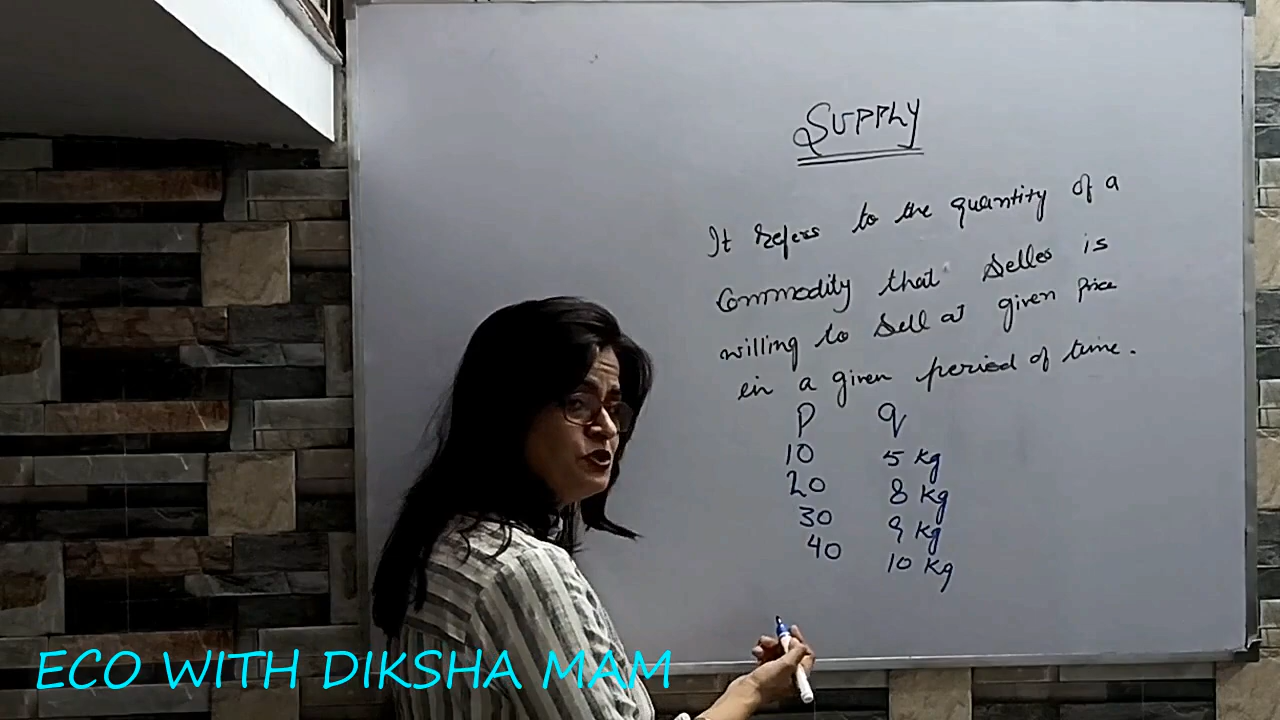 SUPPLY
It refers to the quantity of a
Commodity that Seller is
willing to Sell at given price
in a given period of time.
P q
10 5 kg
20 8 kg
30 9 kg
40 10 kg
ECO WITH DIKSHA MAM